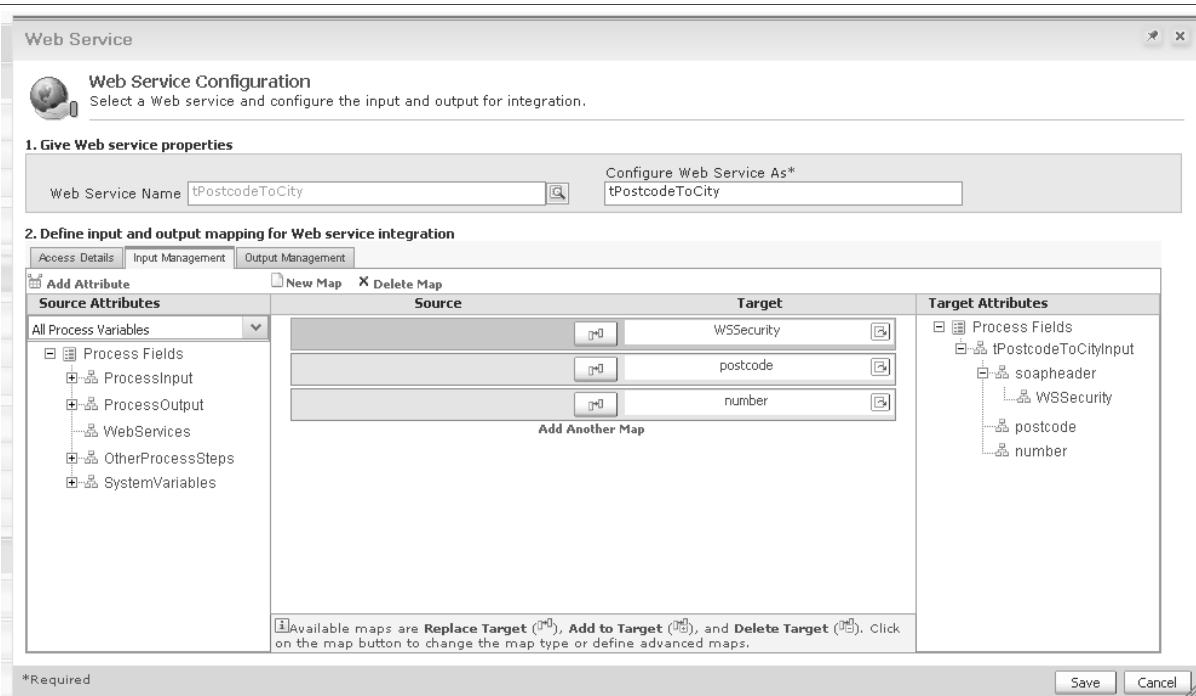 Web Service
Web Service Configuration
Select a Web service and configure the input and output for integration.
1. Give Web service properties
Configure Web Service As*
Web Service Name tPostcodeToCity tPostcodeToCity
2. Define input and output mapping for Web service integration
Access Details Input Management Output Management
Add Attribute New Map Delete Map
Source Attributes Source Target Target Attributes
All Process Variables WSSecurity Process Fields
Process Fields tPostcodeToCityInput
ProcessInput postcode soapheader
ProcessOutput number WSSecurity
WebServices Add Another Map postcode
OtherProcessSteps number
SystemVariables
Available maps are Replace Target ( ), Add to Target ( ), and Delete Target ( ). Click
on the map button to change the map type or define advanced maps.
*Required Save Cancel